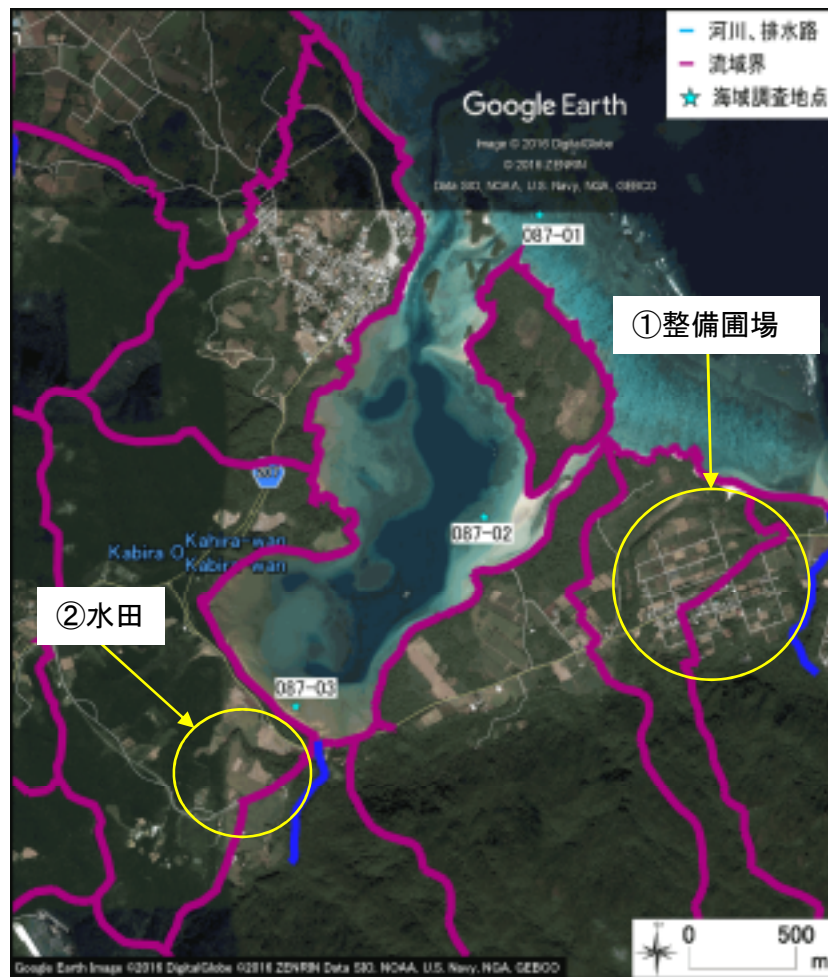 河川、排水路
流域界
海域調査地点
Google Earth
Image © 2016 DigitalGlobe
© 2016 ZENRIN
Data SIO, NOAA, U.S. Navy, NGA, GEBCO
087-01
①整備圃場
Kabira-wan
Kabira
Kabira-wan
087-02
②水田
087-03
0 500
m
Google Earth Image ©2016 DigitalGlobe ©2016 ZENRIN Data SIO, NOAA, U.S. Navy, NGA, GEBCO